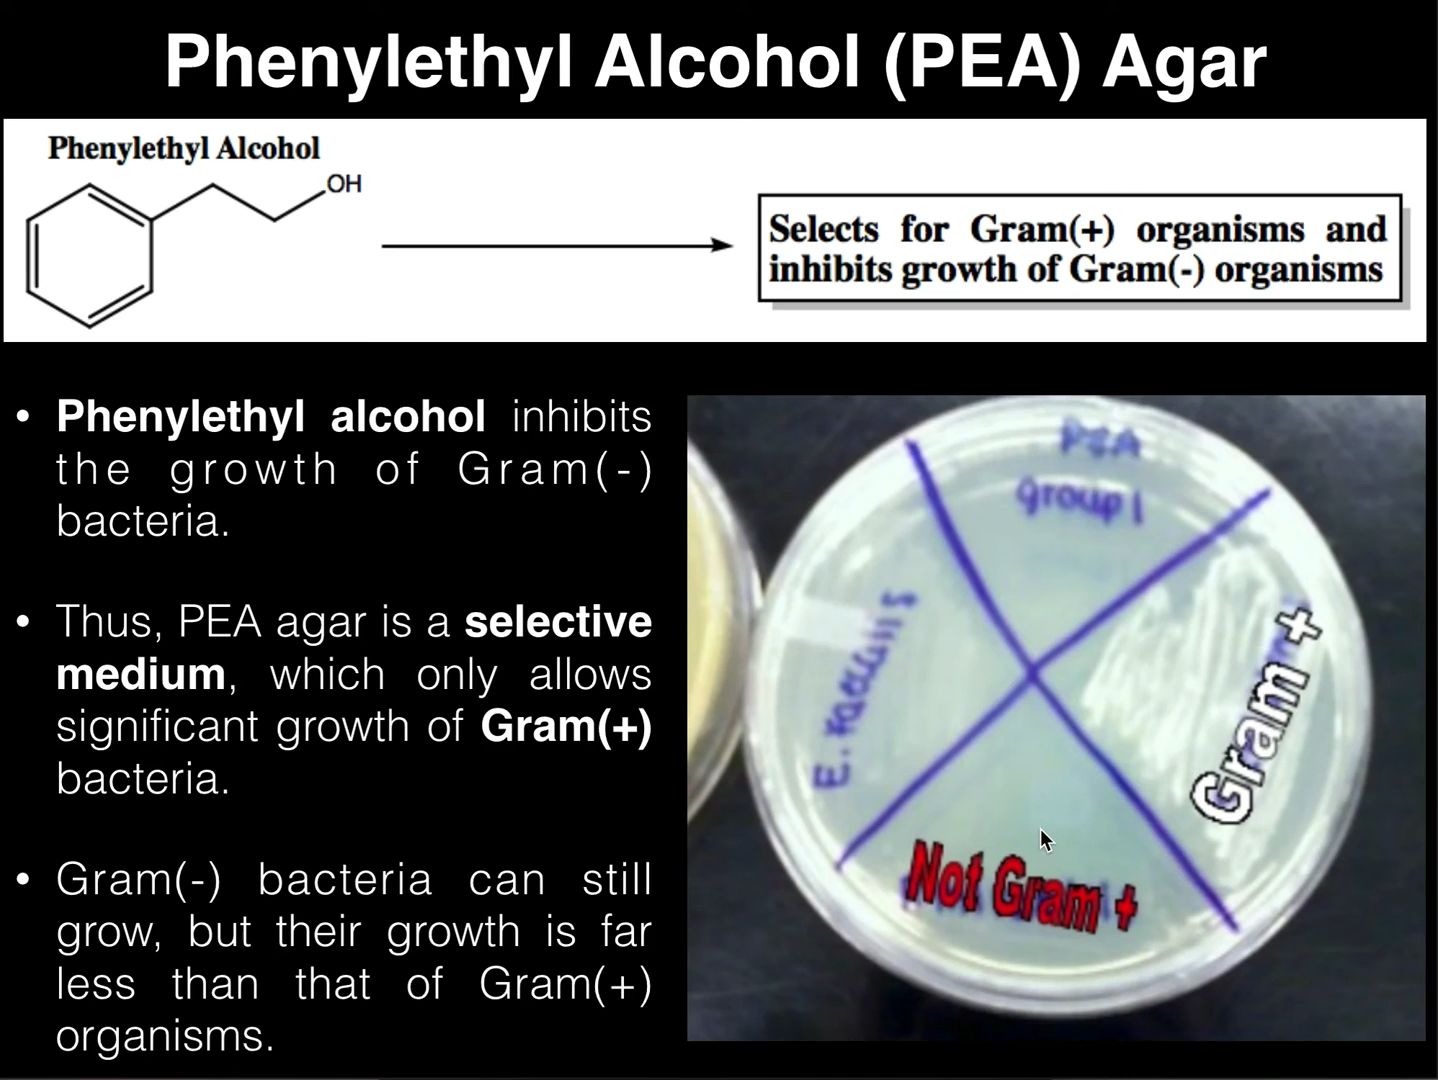 Phenylethyl Alcohol (PEA) Agar
Phenylethyl Alcohol
OH
Selects for Gram(+) organisms and
inhibits growth of Gram(-) organisms
• Phenylethyl alcohol inhibits
the growth of Gram(-)
bacteria.
• Thus, PEA agar is a selective
medium, which only allows
significant growth of Gram(+)
bacteria.
• Gram(-) bacteria can still
grow, but their growth is far
less than that of Gram(+)
organisms.
PEA
group 1
E. faecalis
Gram +
Not Gram +